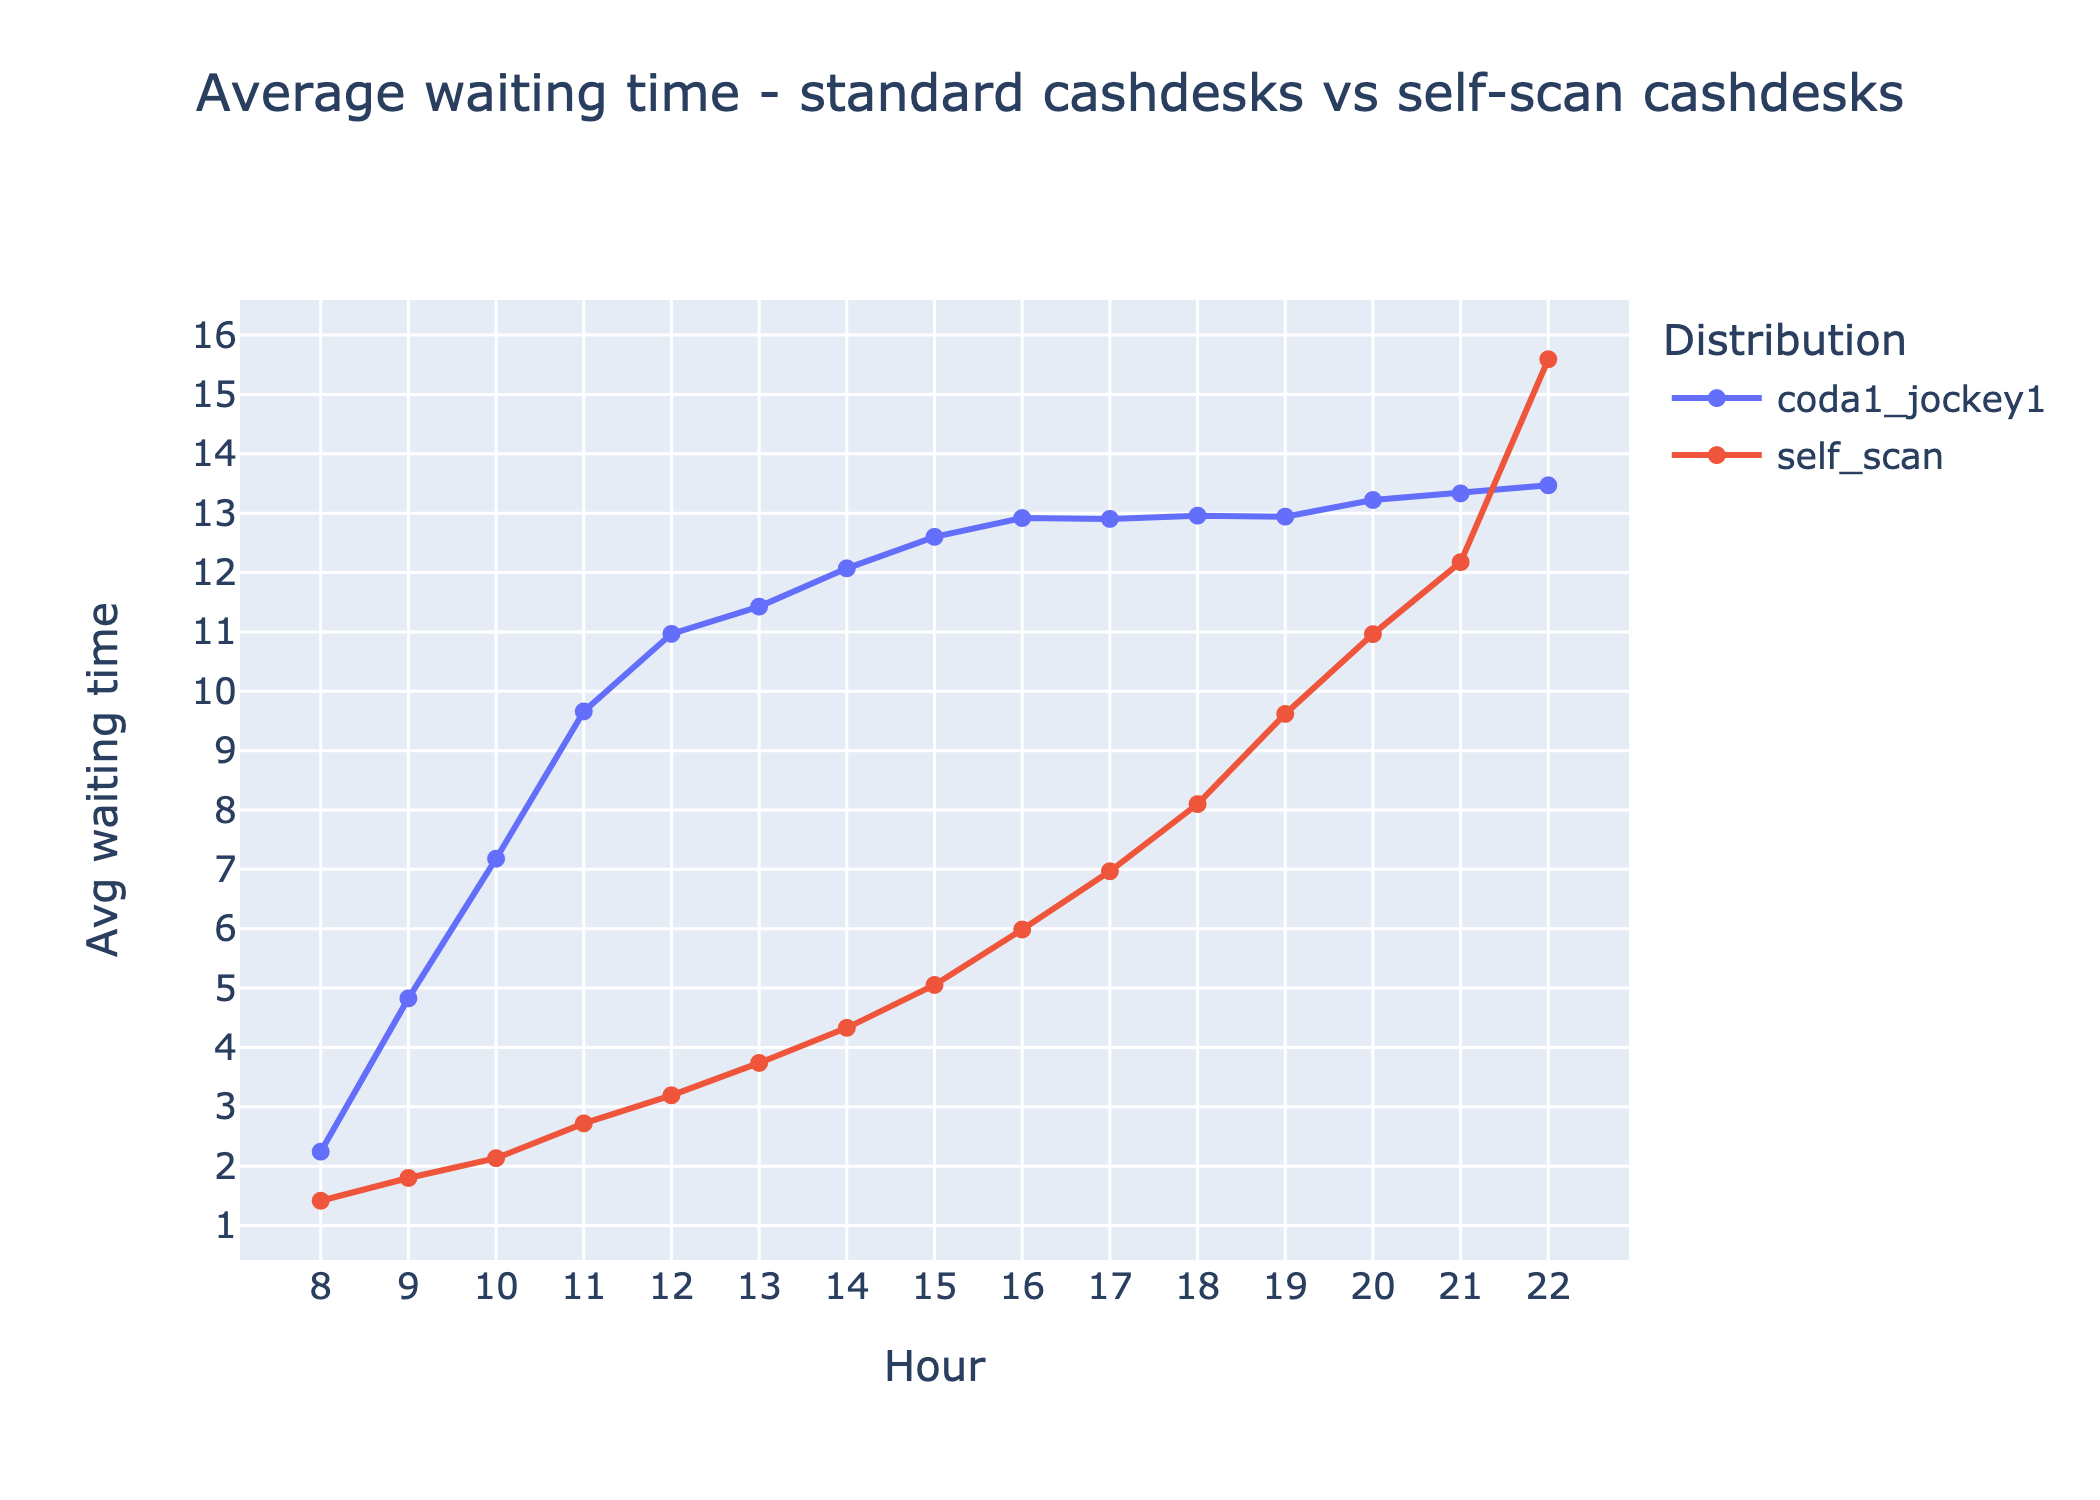 Average waiting time - standard cashdesks vs self-scan cashdesks
Distribution
coda1_jockey1
self_scan
Avg waiting time
16
15
14
13
12
11
10
9
8
7
6
5
4
3
2
1
8 9 10 11 12 13 14 15 16 17 18 19 20 21 22
Hour